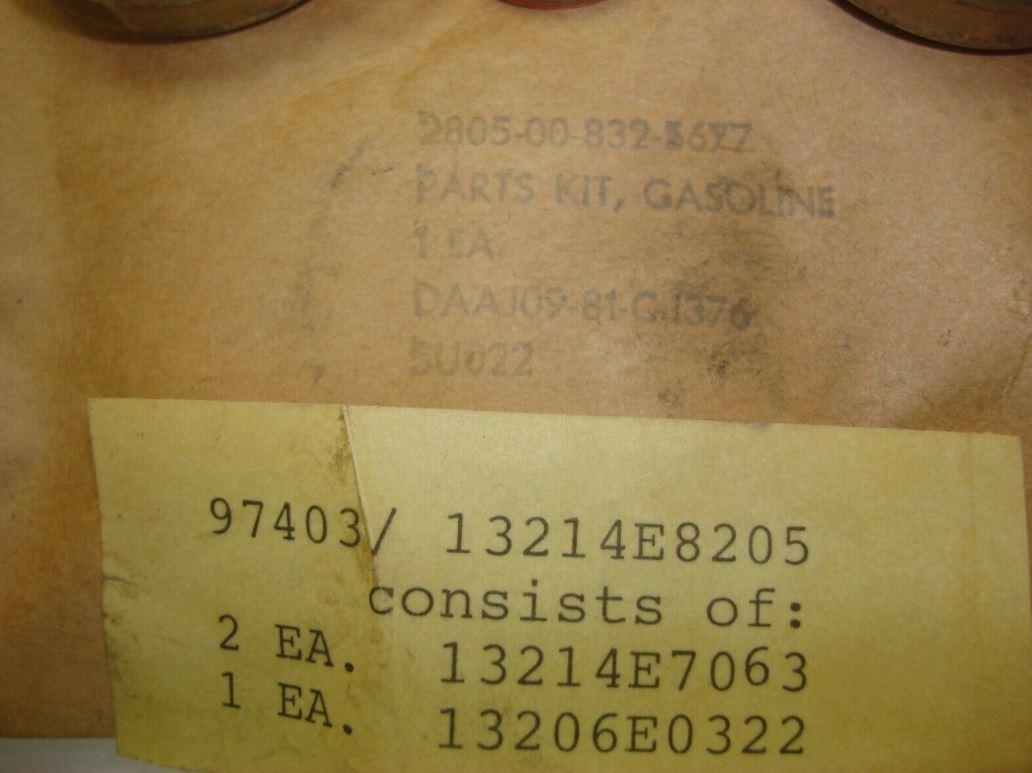 2805-00-832-5677
PARTS KIT, GASOLINE
1 EA.
DAAJ09-81-C-J376
5U022
97403/ 13214E8205
consists of:
2 EA. 13214E7063
1 EA. 13206E0322